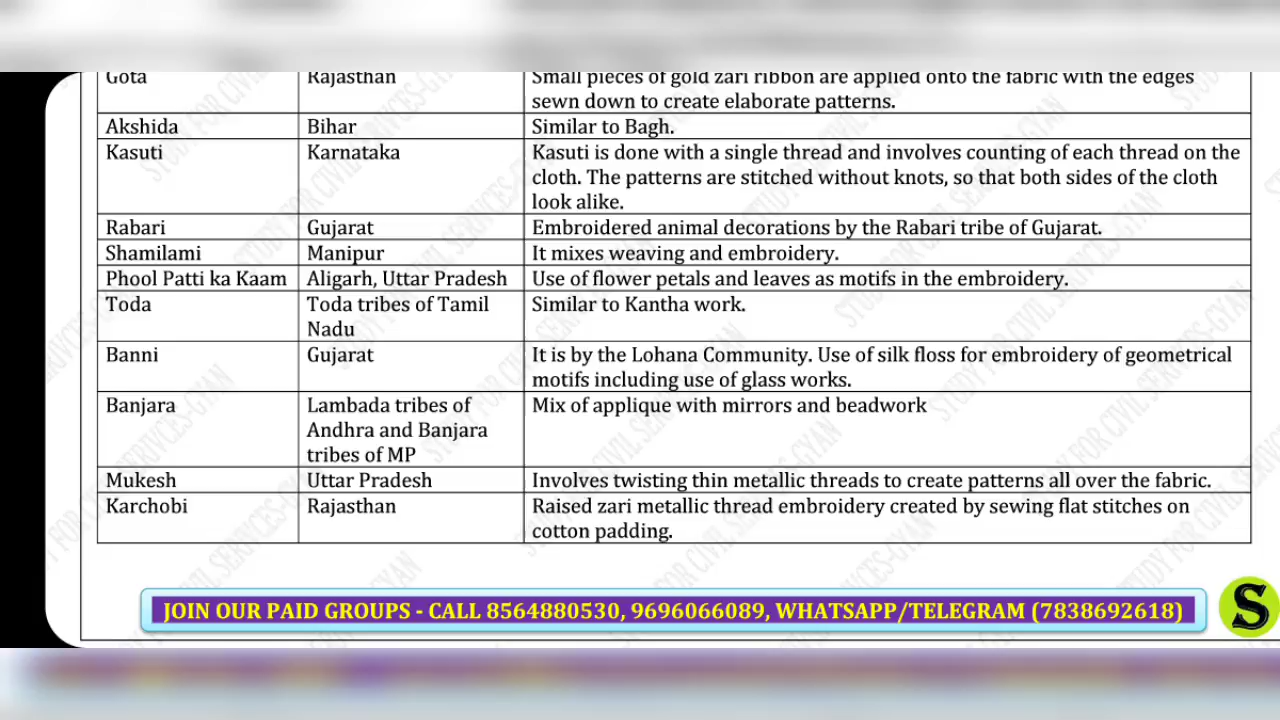 Gota Rajasthan Small pieces of gold zari ribbon are applied onto the fabric with the edges
sewn down to create elaborate patterns.
Akshida Bihar Similar to Bagh.
Kasuti Karnataka Kasuti is done with a single thread and involves counting of each thread on the
cloth. The patterns are stitched without knots, so that both sides of the cloth
look alike.
Rabari Gujarat Embroidered animal decorations by the Rabari tribe of Gujarat.
Shamilami Manipur It mixes weaving and embroidery.
Phool Patti ka Kaam Aligarh, Uttar Pradesh Use of flower petals and leaves as motifs in the embroidery.
Toda Toda tribes of Tamil Similar to Kantha work.
Nadu
Banni Gujarat It is by the Lohana Community. Use of silk floss for embroidery of geometrical
motifs including use of glass works.
Banjara Lambada tribes of Mix of applique with mirrors and beadwork
Andhra and Banjara
tribes of MP
Mukesh Uttar Pradesh Involves twisting thin metallic threads to create patterns all over the fabric.
Karchobi Rajasthan Raised zari metallic thread embroidery created by sewing flat stitches on
cotton padding.
JOIN OUR PAID GROUPS - CALL 8564880530, 9696066089, WHATSAPP/TELEGRAM (7838692618)
S